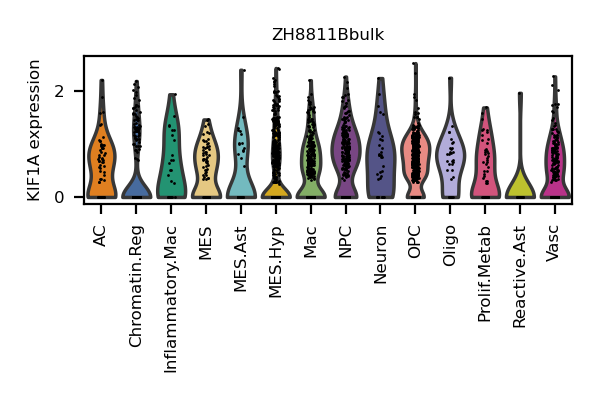 ZH8811Bbulk
KIF1A expression
2
0
AC
Chromatin.Reg
Inflammatory.Mac
MES
MES.Ast
MES.Hyp
Mac
NPC
Neuron
OPC
Oligo
Prolif.Metab
Reactive.Ast
Vasc